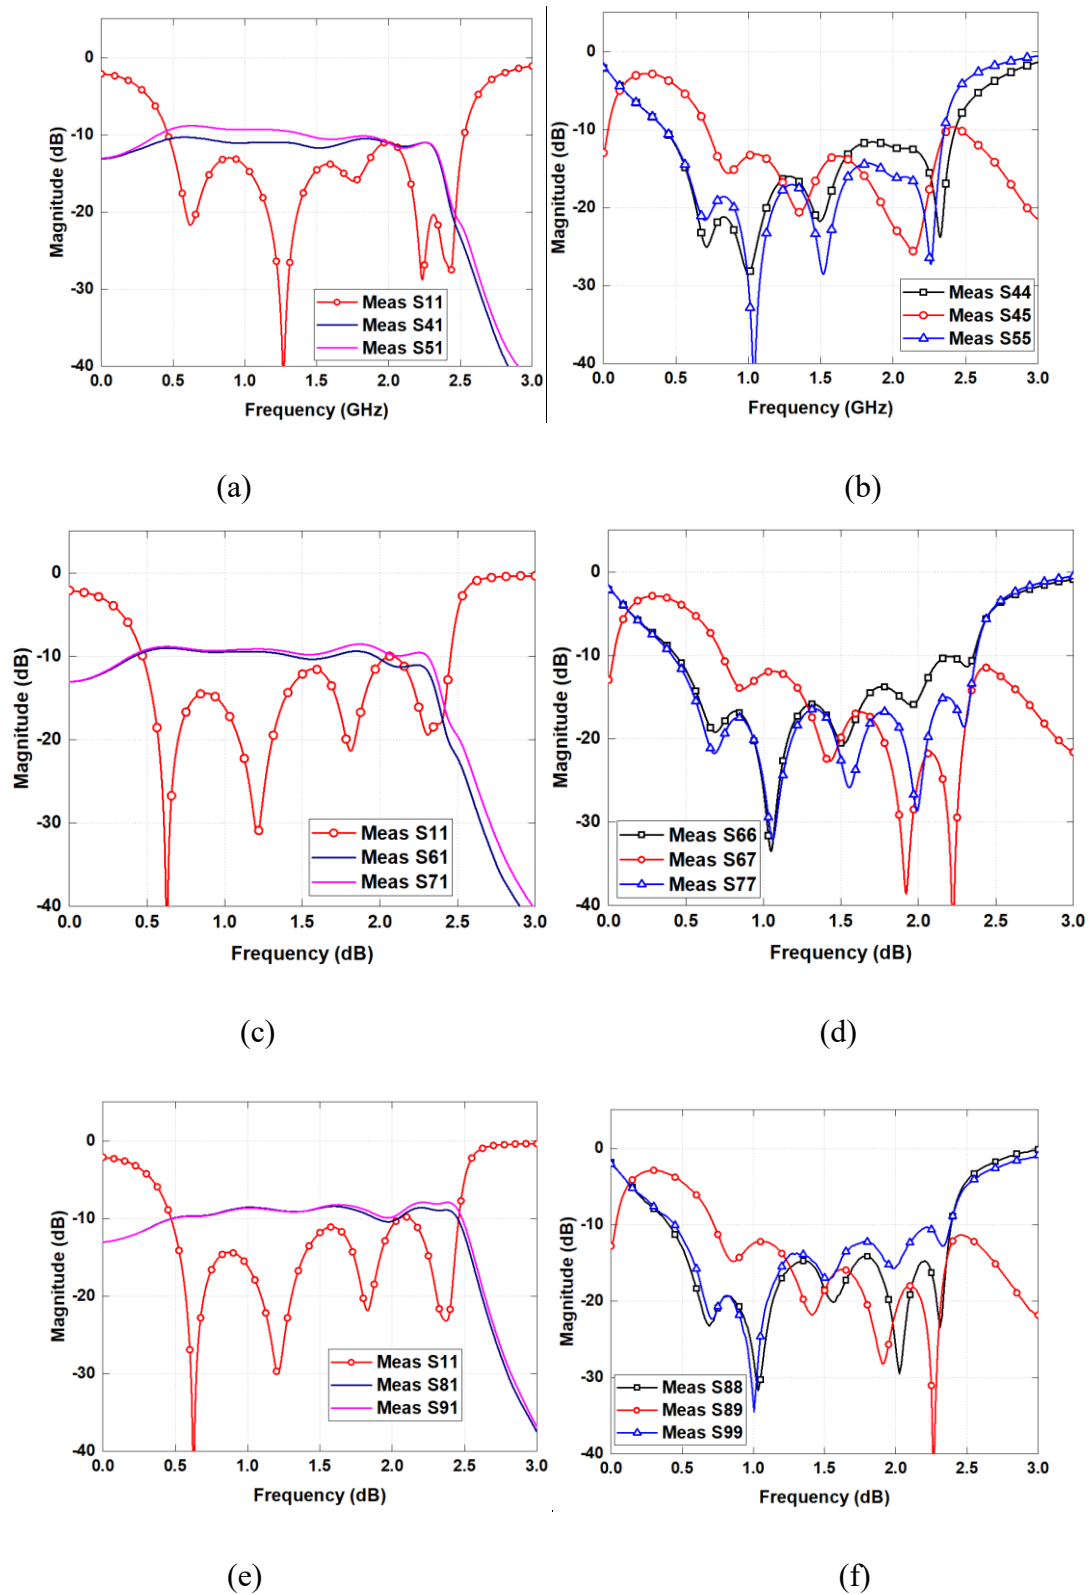 0
-10
-20
-30
-40
Magnitude (dB)
Meas S11
Meas S41
Meas S51
0.0 0.5 1.0 1.5 2.0 2.5 3.0
Frequency (GHz)
(a)
0
-10
-20
-30
-40
Magnitude (dB)
Meas S44
Meas S45
Meas S55
0.0 0.5 1.0 1.5 2.0 2.5 3.0
Frequency (GHz)
(b)
0
-10
-20
-30
-40
Magnitude (dB)
Meas S11
Meas S61
Meas S71
0.0 0.5 1.0 1.5 2.0 2.5 3.0
Frequency (dB)
(c)
0
-10
-20
-30
-40
Magnitude (dB)
Meas S66
Meas S67
Meas S77
0.0 0.5 1.0 1.5 2.0 2.5 3.0
Frequency (dB)
(d)
0
-10
-20
-30
-40
Magnitude (dB)
Meas S11
Meas S81
Meas S91
0.0 0.5 1.0 1.5 2.0 2.5 3.0
Frequency (dB)
(e)
0
-10
-20
-30
-40
Magnitude (dB)
Meas S88
Meas S89
Meas S99
0.0 0.5 1.0 1.5 2.0 2.5 3.0
Frequency (dB)
(f)